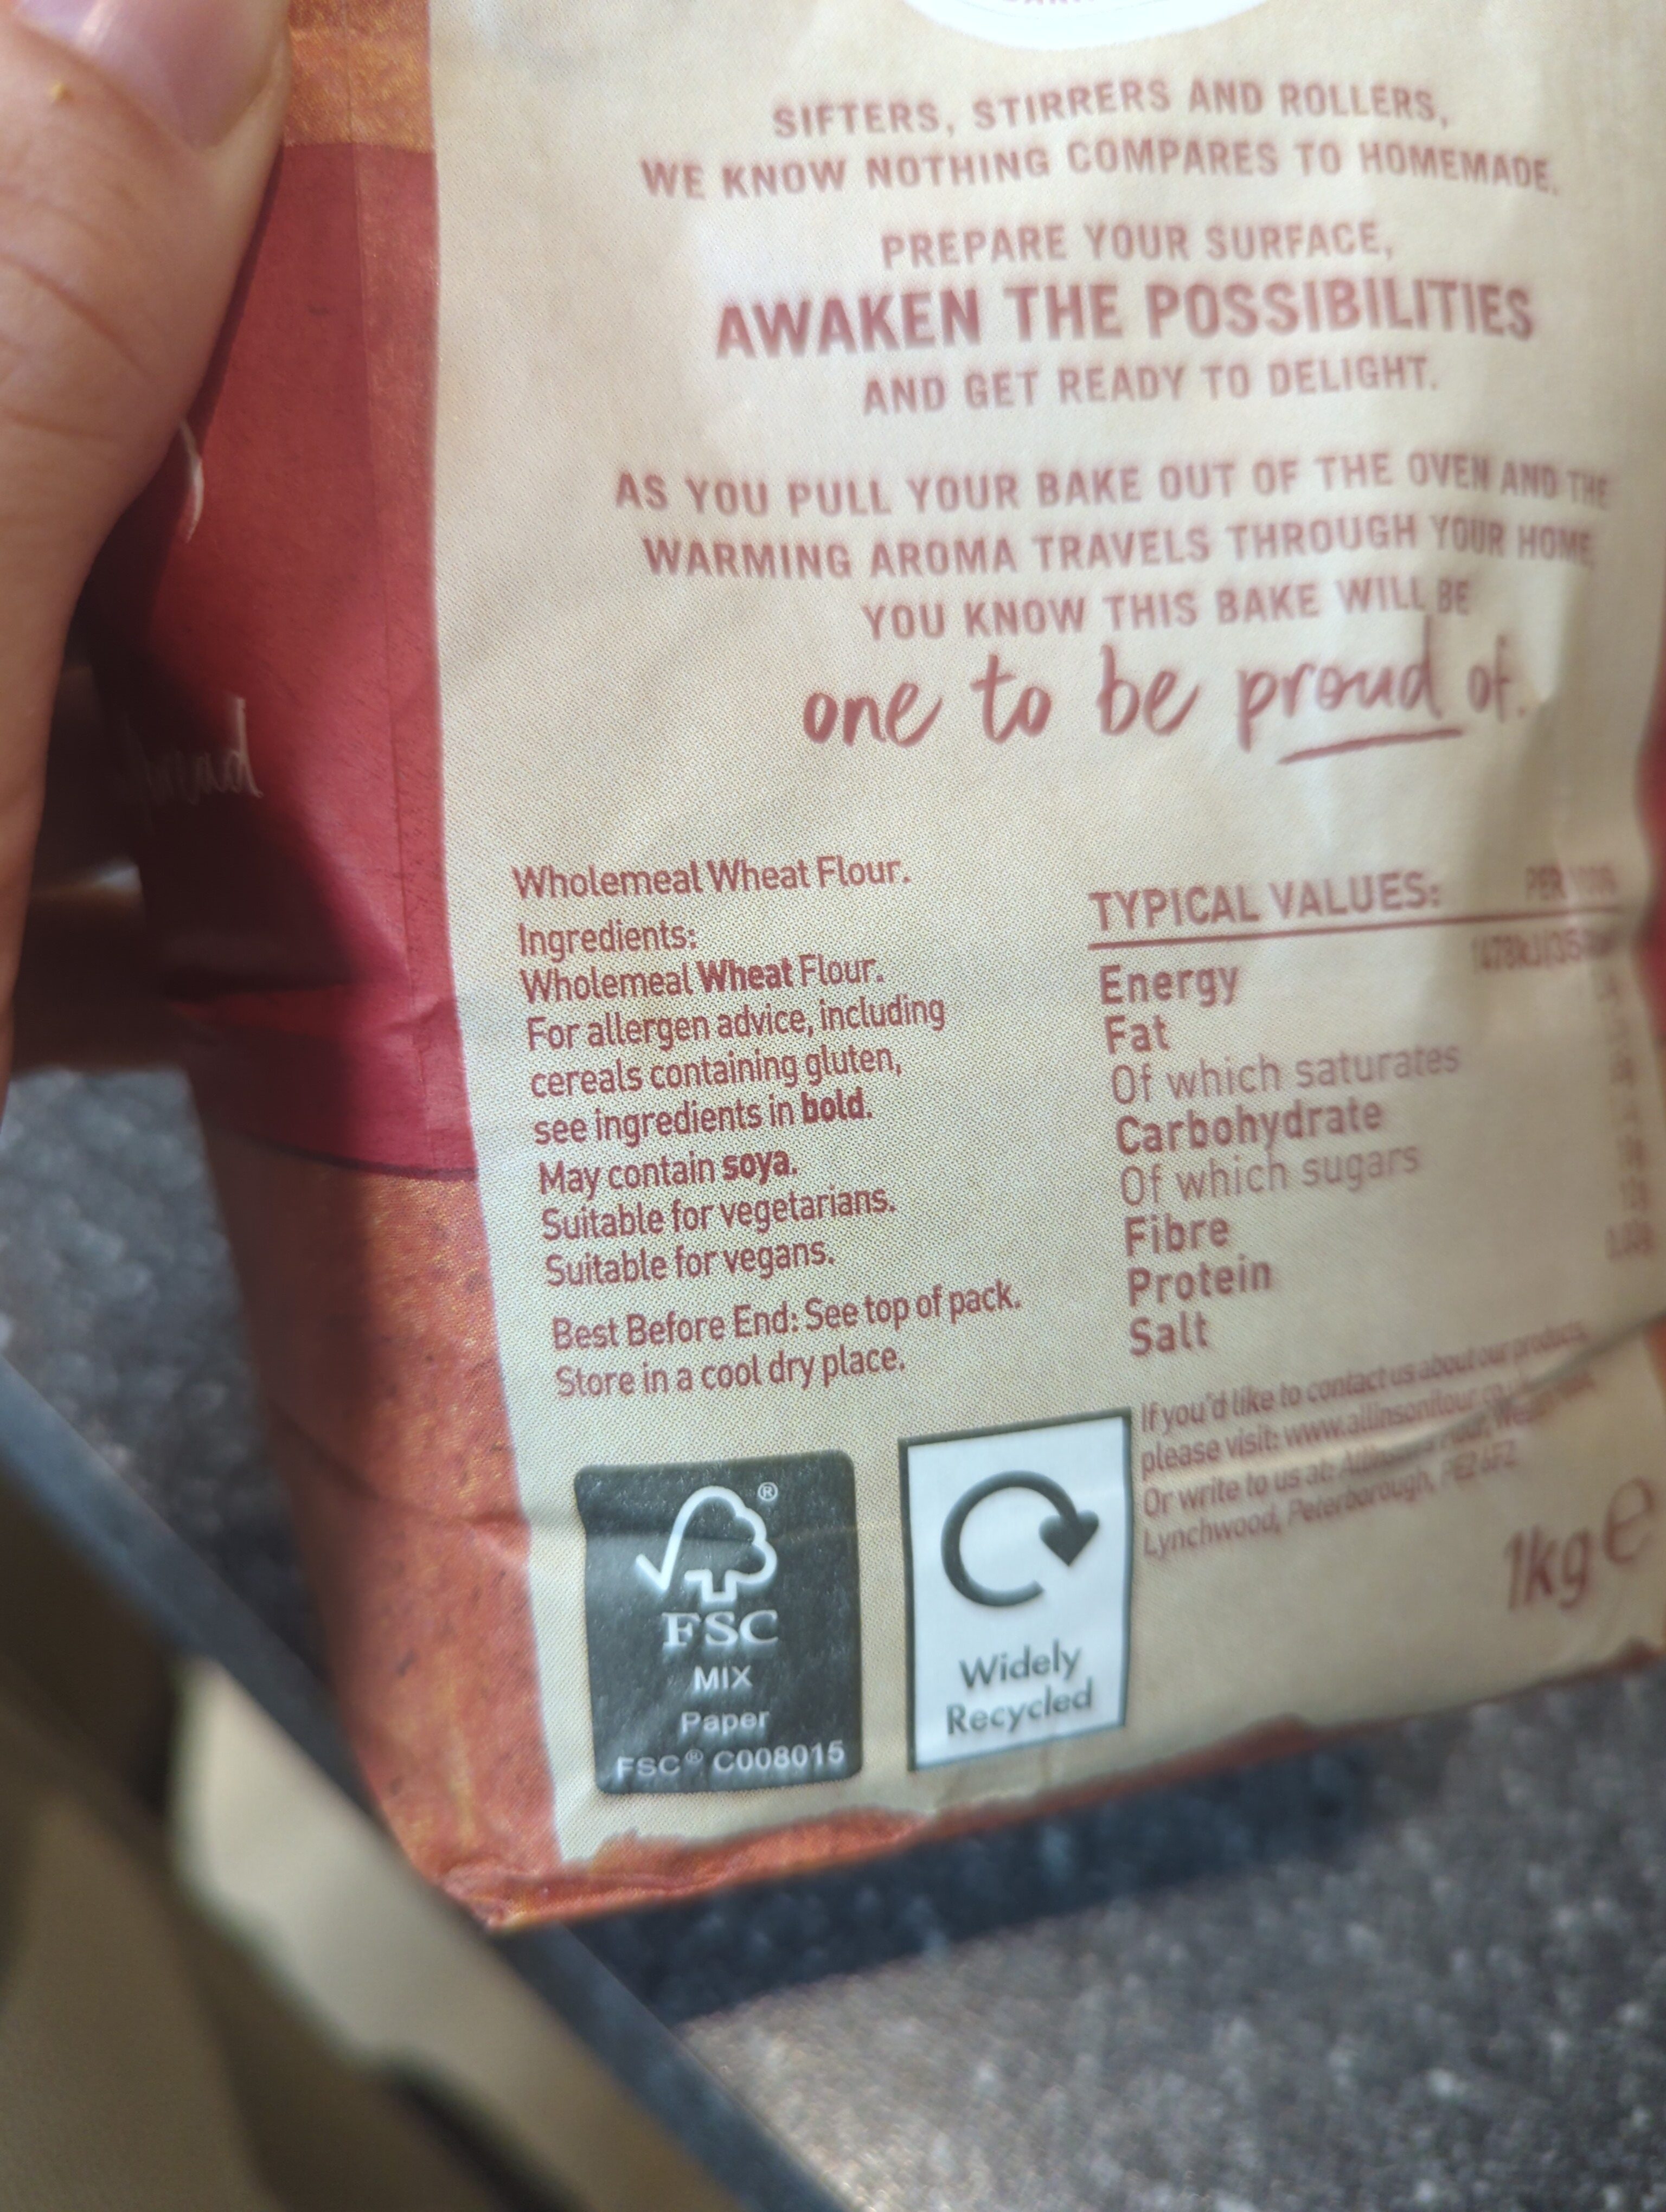 SIFTERS, STIRRERS AND ROLLERS,
WE KNOW NOTHING COMPARES TO HOMEMADE.
PREPARE YOUR SURFACE,
AWAKEN THE POSSIBILITIES
AND GET READY TO DELIGHT.
AS YOU PULL YOUR BAKE OUT OF THE OVEN AND THE
WARMING AROMA TRAVELS THROUGH YOUR HOME
YOU KNOW THIS BAKE WILL BE
one to be proud of.
Wholemeal Wheat Flour.
Ingredients:
Wholemeal Wheat Flour.
For allergen advice, including
cereals containing gluten,
see ingredients in bold.
May contain soya.
Suitable for vegetarians.
Suitable for vegans.
Best Before End: See top of pack.
Store in a cool dry place.
TYPICAL VALUES: PER
Energy
Fat
Of which saturates
Carbohydrate
Of which sugars
Fibre
Protein
Salt
If you'd like to contact us about our products,
please visit:
Or write to us at:
Lynchwood, Peterborough,
1kg e
FSC
MIX
Paper
FSC® C008015
Widely
Recycled